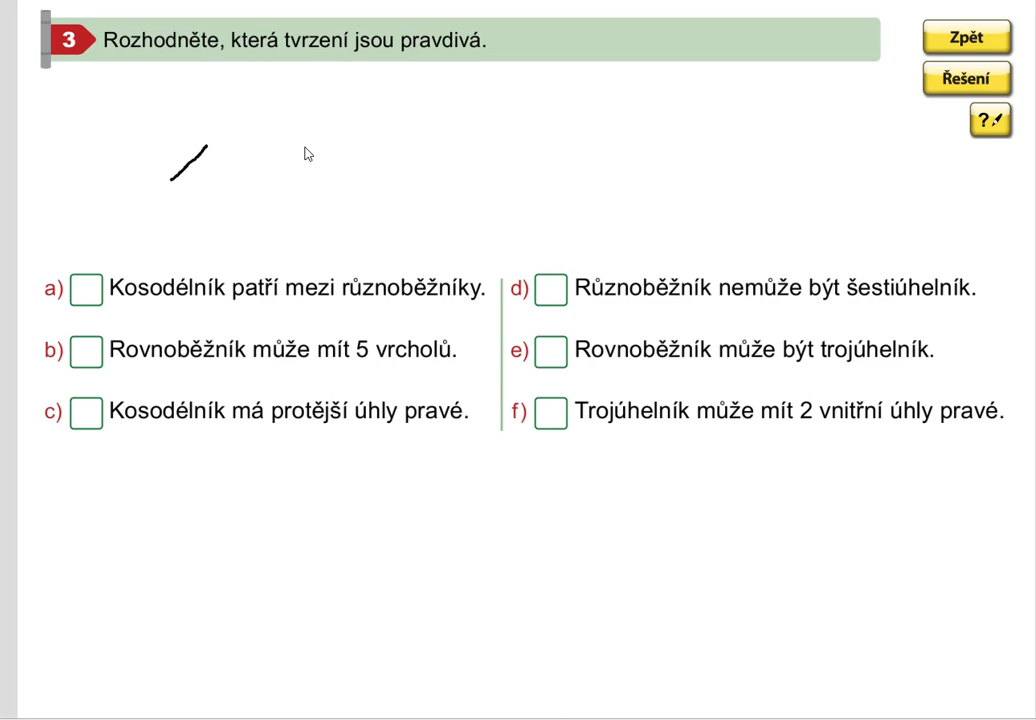 3 Rozhodněte, která tvrzení jsou pravdivá.
Zpět
Řešení
?
a) Kosodélník patří mezi různoběžníky.
b) Rovnoběžník může mít 5 vrcholů.
c) Kosodélník má protější úhly pravé.
d) Různoběžník nemůže být šestiúhelník.
e) Rovnoběžník může být trojúhelník.
f) Trojúhelník může mít 2 vnitřní úhly pravé.